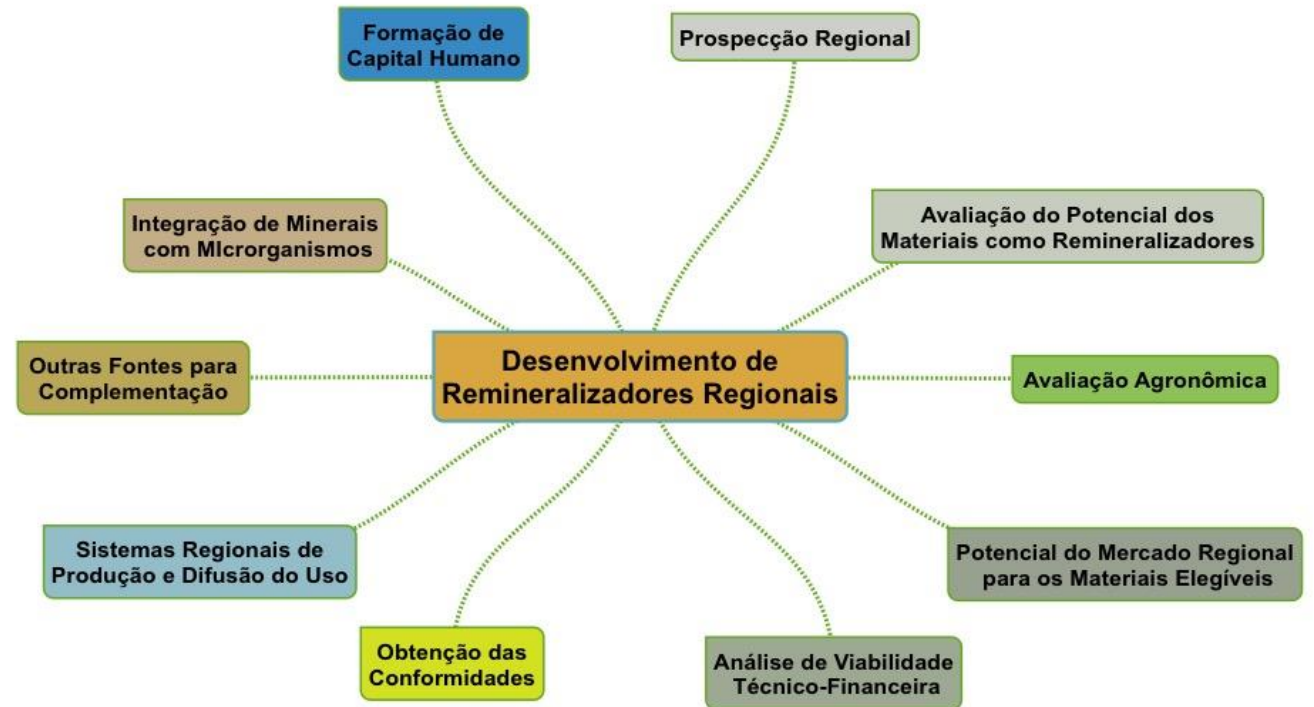 Formação de
Capital Humano
Prospecção Regional
Integração de Minerais
com MIcrorganismos
Avaliação do Potencial dos
Materiais como Remineralizadores
Outras Fontes para
Complementação
Desenvolvimento de
Remineralizadores Regionais
Avaliação Agronômica
Sistemas Regionais de
Produção e Difusão do Uso
Potencial do Mercado Regional
para os Materiais Elegíveis
Obtenção das
Conformidades
Análise de Viabilidade
Técnico-Financeira